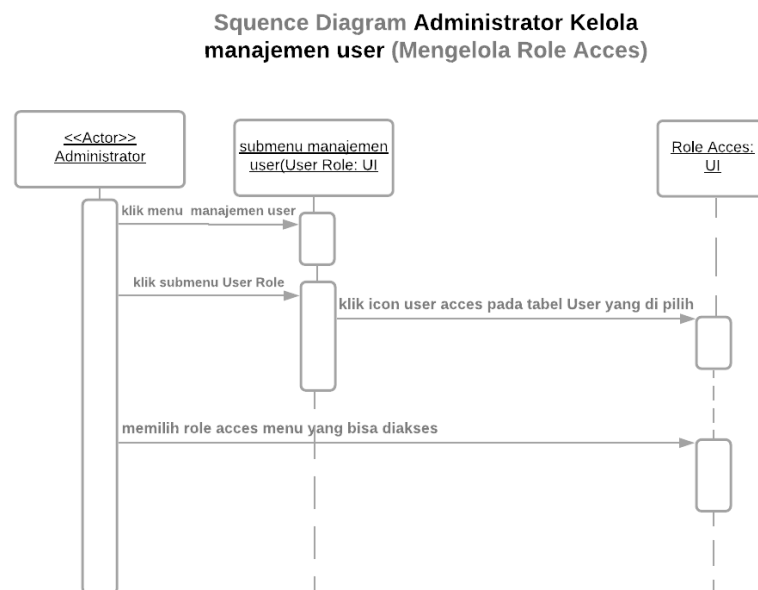 Squence Diagram Administrator Kelola
manajemen user (Mengelola Role Acces)
<<Actor>>
Administrator
submenu manajemen
user(User Role: UI
Role Acces:
UI
klik menu manajemen user
klik submenu User Role
klik icon user acces pada tabel User yang di pilih
memilih role acces menu yang bisa diakses